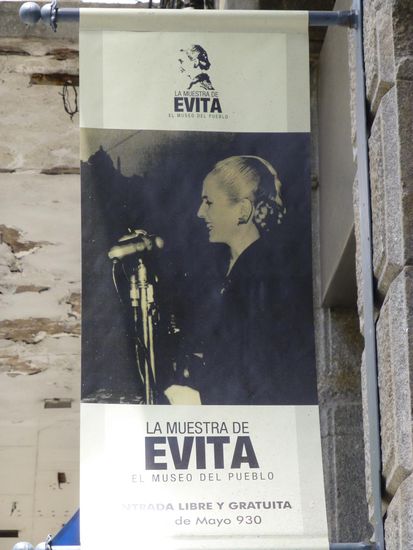 LA MUESTRA DE
EVITA
EL MUSEO DEL PUEBLO
LA MUESTRA DE
EVITA
EL MUSEO DEL PUEBLO
ENTRADA LIBRE Y GRATUITA
de Mayo 930